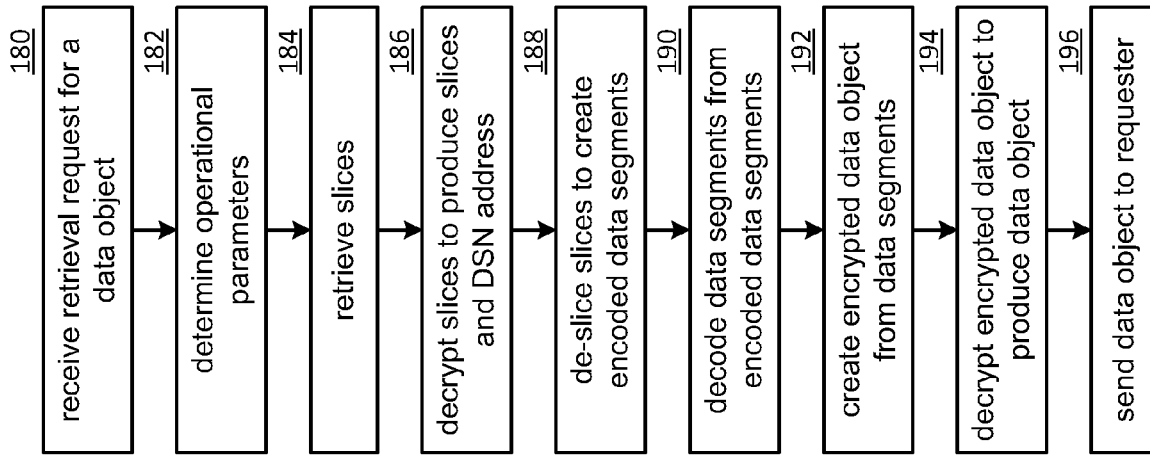 180
receive retrieval request for a
data object
182
determine operational
parameters
184
retrieve slices
186
decrypt slices to produce slices
and DSN address
188
de-slice slices to create
encoded data segments
190
decode data segments from
encoded data segments
192
create encrypted data object
from data segments
194
decrypt encrypted data object to
produce data object
196
send data object to requester